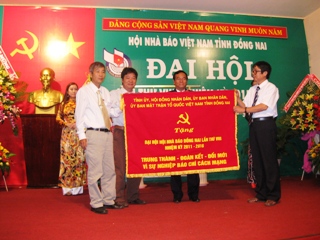 ĐẢNG CỘNG SẢN VIỆT NAM QUANG VINH MUÔN NĂM
HỘI NHÀ BÁO VIỆT NAM TỈNH ĐỒNG NAI
ĐẠI HỘI
TỈNH ỦY, HỘI ĐỒNG NHÂN DÂN, ỦY BAN NHÂN DÂN,
ỦY BAN MẶT TRẬN TỔ QUỐC VIỆT NAM TỈNH ĐỒNG NAI
Tặng
ĐẠI HỘI HỘI NHÀ BÁO ĐỒNG NAI LẦN THỨ
NHIỆM KỲ 2011 - 2016
TRUNG THÀNH - ĐOÀN KẾT - ĐỔI MỚI
VÌ SỰ NGHIỆP BÁO CHÍ CÁCH MẠNG